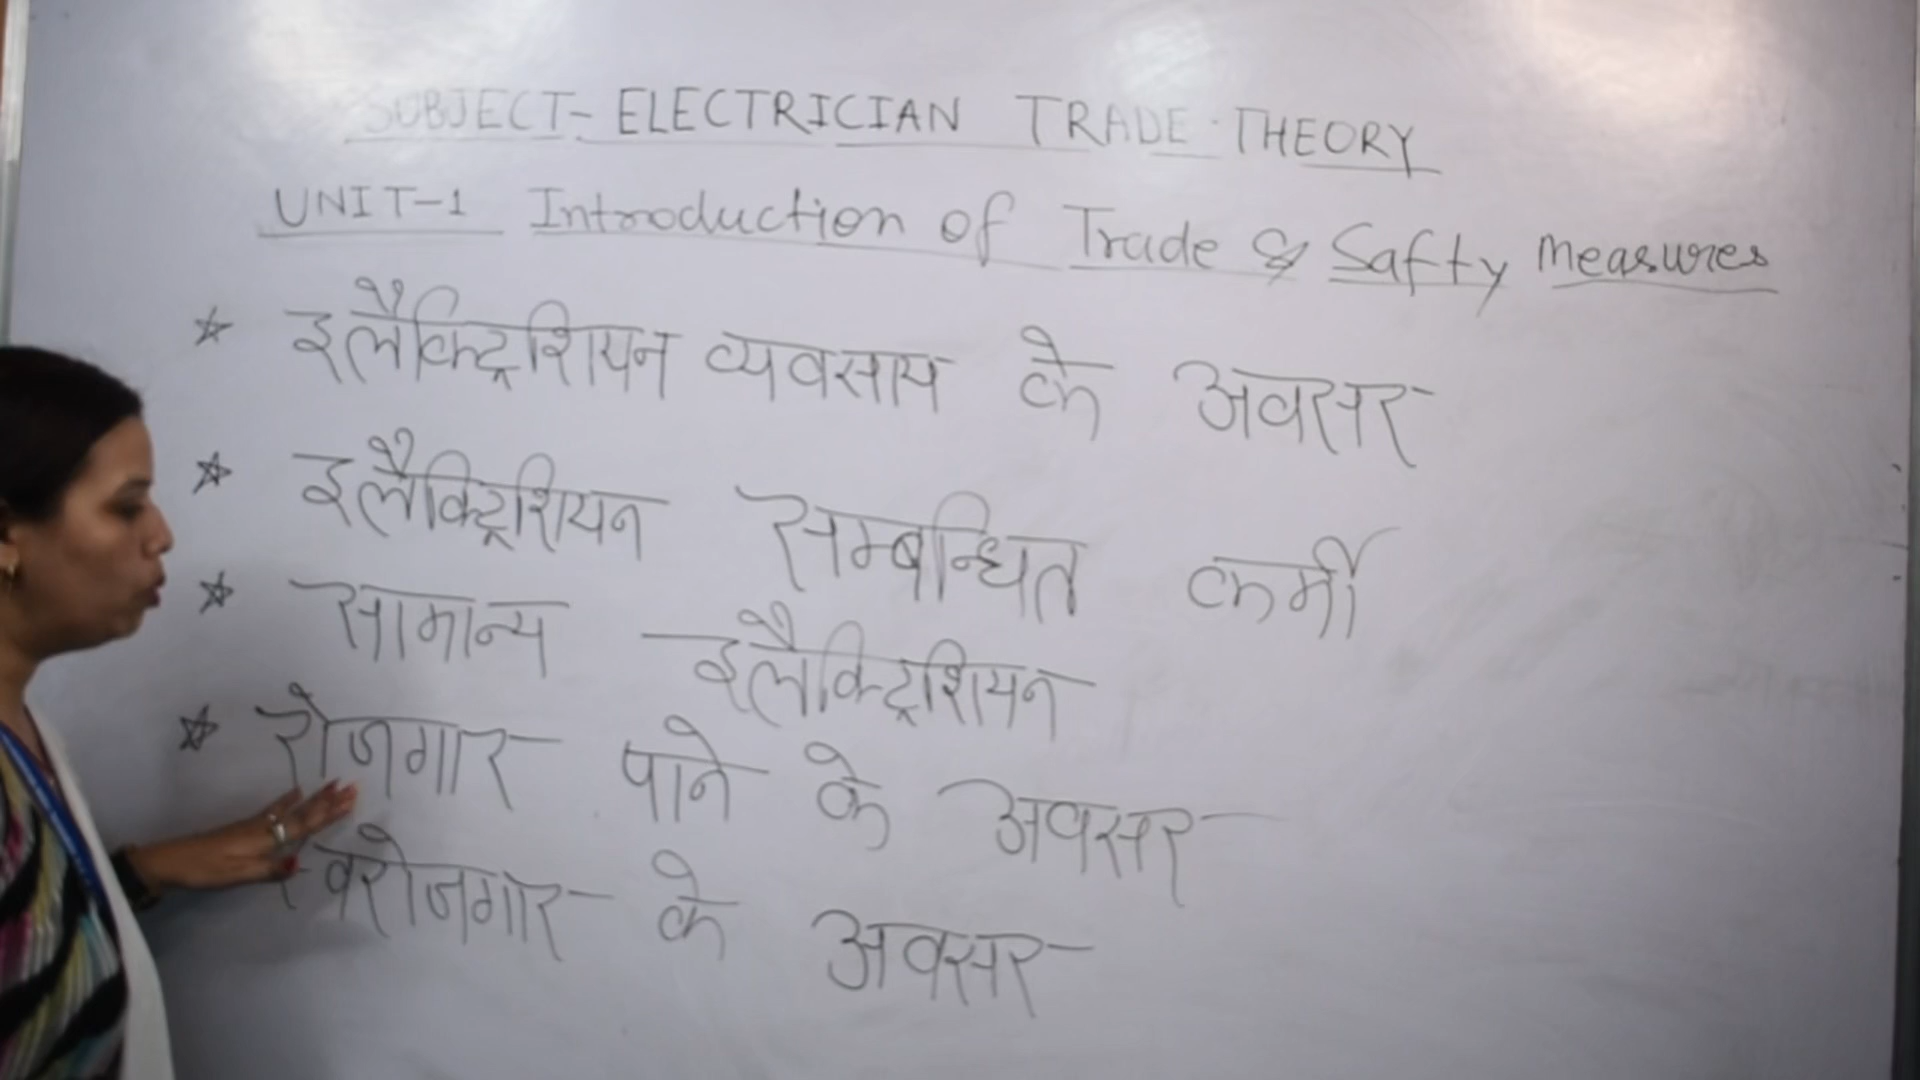 SUBJECT- ELECTRICIAN TRADE THEORY
UNIT-1 Introduction of Trade & Safty Measures
☆ इलैक्ट्रिशियन व्यवसाय के अवसर
☆ इलैक्ट्रिशियन सम्बन्धित कर्मी
☆ सामान्य इलैक्ट्रिशियन
☆ रोजगार पाने के अवसर
स्वरोजगार के अवसर